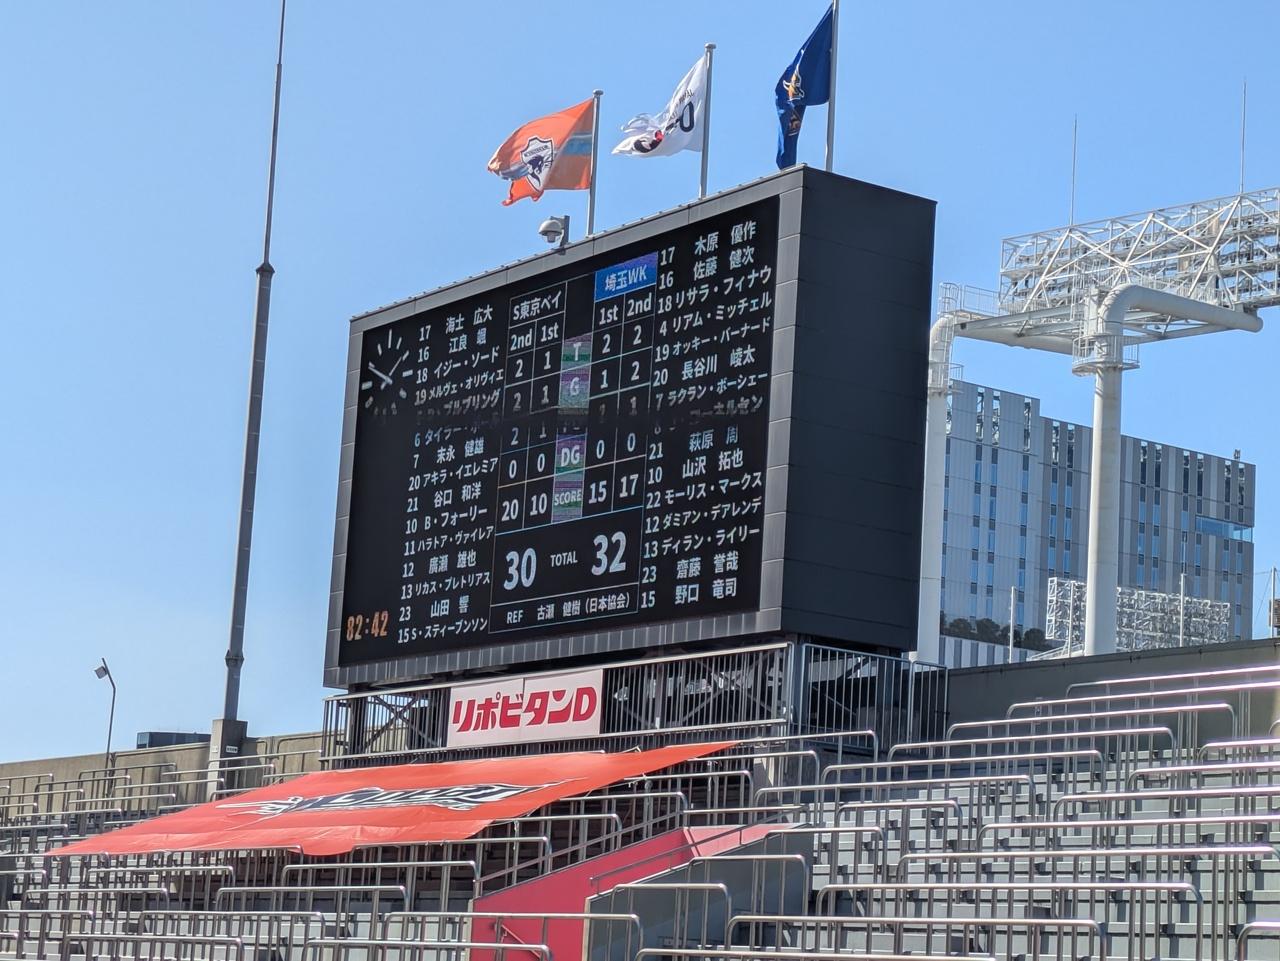 S東京ベイ 埼玉WK
2nd 1st 1st 2nd
2 1 T 2 2
2 1 G 1 2
2 1 1
2 1
0 0 DG 0 0
20 10 SCORE 15 17
30 TOTAL 32
REF 古瀬 健樹(日本協会)
17 海士 広大
16 江良 颯
18 イジー・ソード
19 メルヴェ・オリヴィエ
ブルブリング
6 タイラー・
7 末永 健雄
20 アキラ・イエレミア
21 谷口 和洋
10 B・フォーリー
11 ハラトア・ヴァイレア
12 廣瀬 雄也
13 リカス・プレトリアス
23 山田 響
15 S・スティーブンソン
82:42
17 木原 優作
16 佐藤 健次
18 リサラ・フィナウ
4 リアム・ミッチェル
19 オッキー・バーナード
20 長谷川 崚太
7 ラクラン・ボーシェー
21 萩原 周
10 山沢 拓也
22 モーリス・マークス
12 ダミアン・デアレンデ
13 ディラン・ライリー
23 齋藤 誉哉
15 野口 竜司
リポビタンD